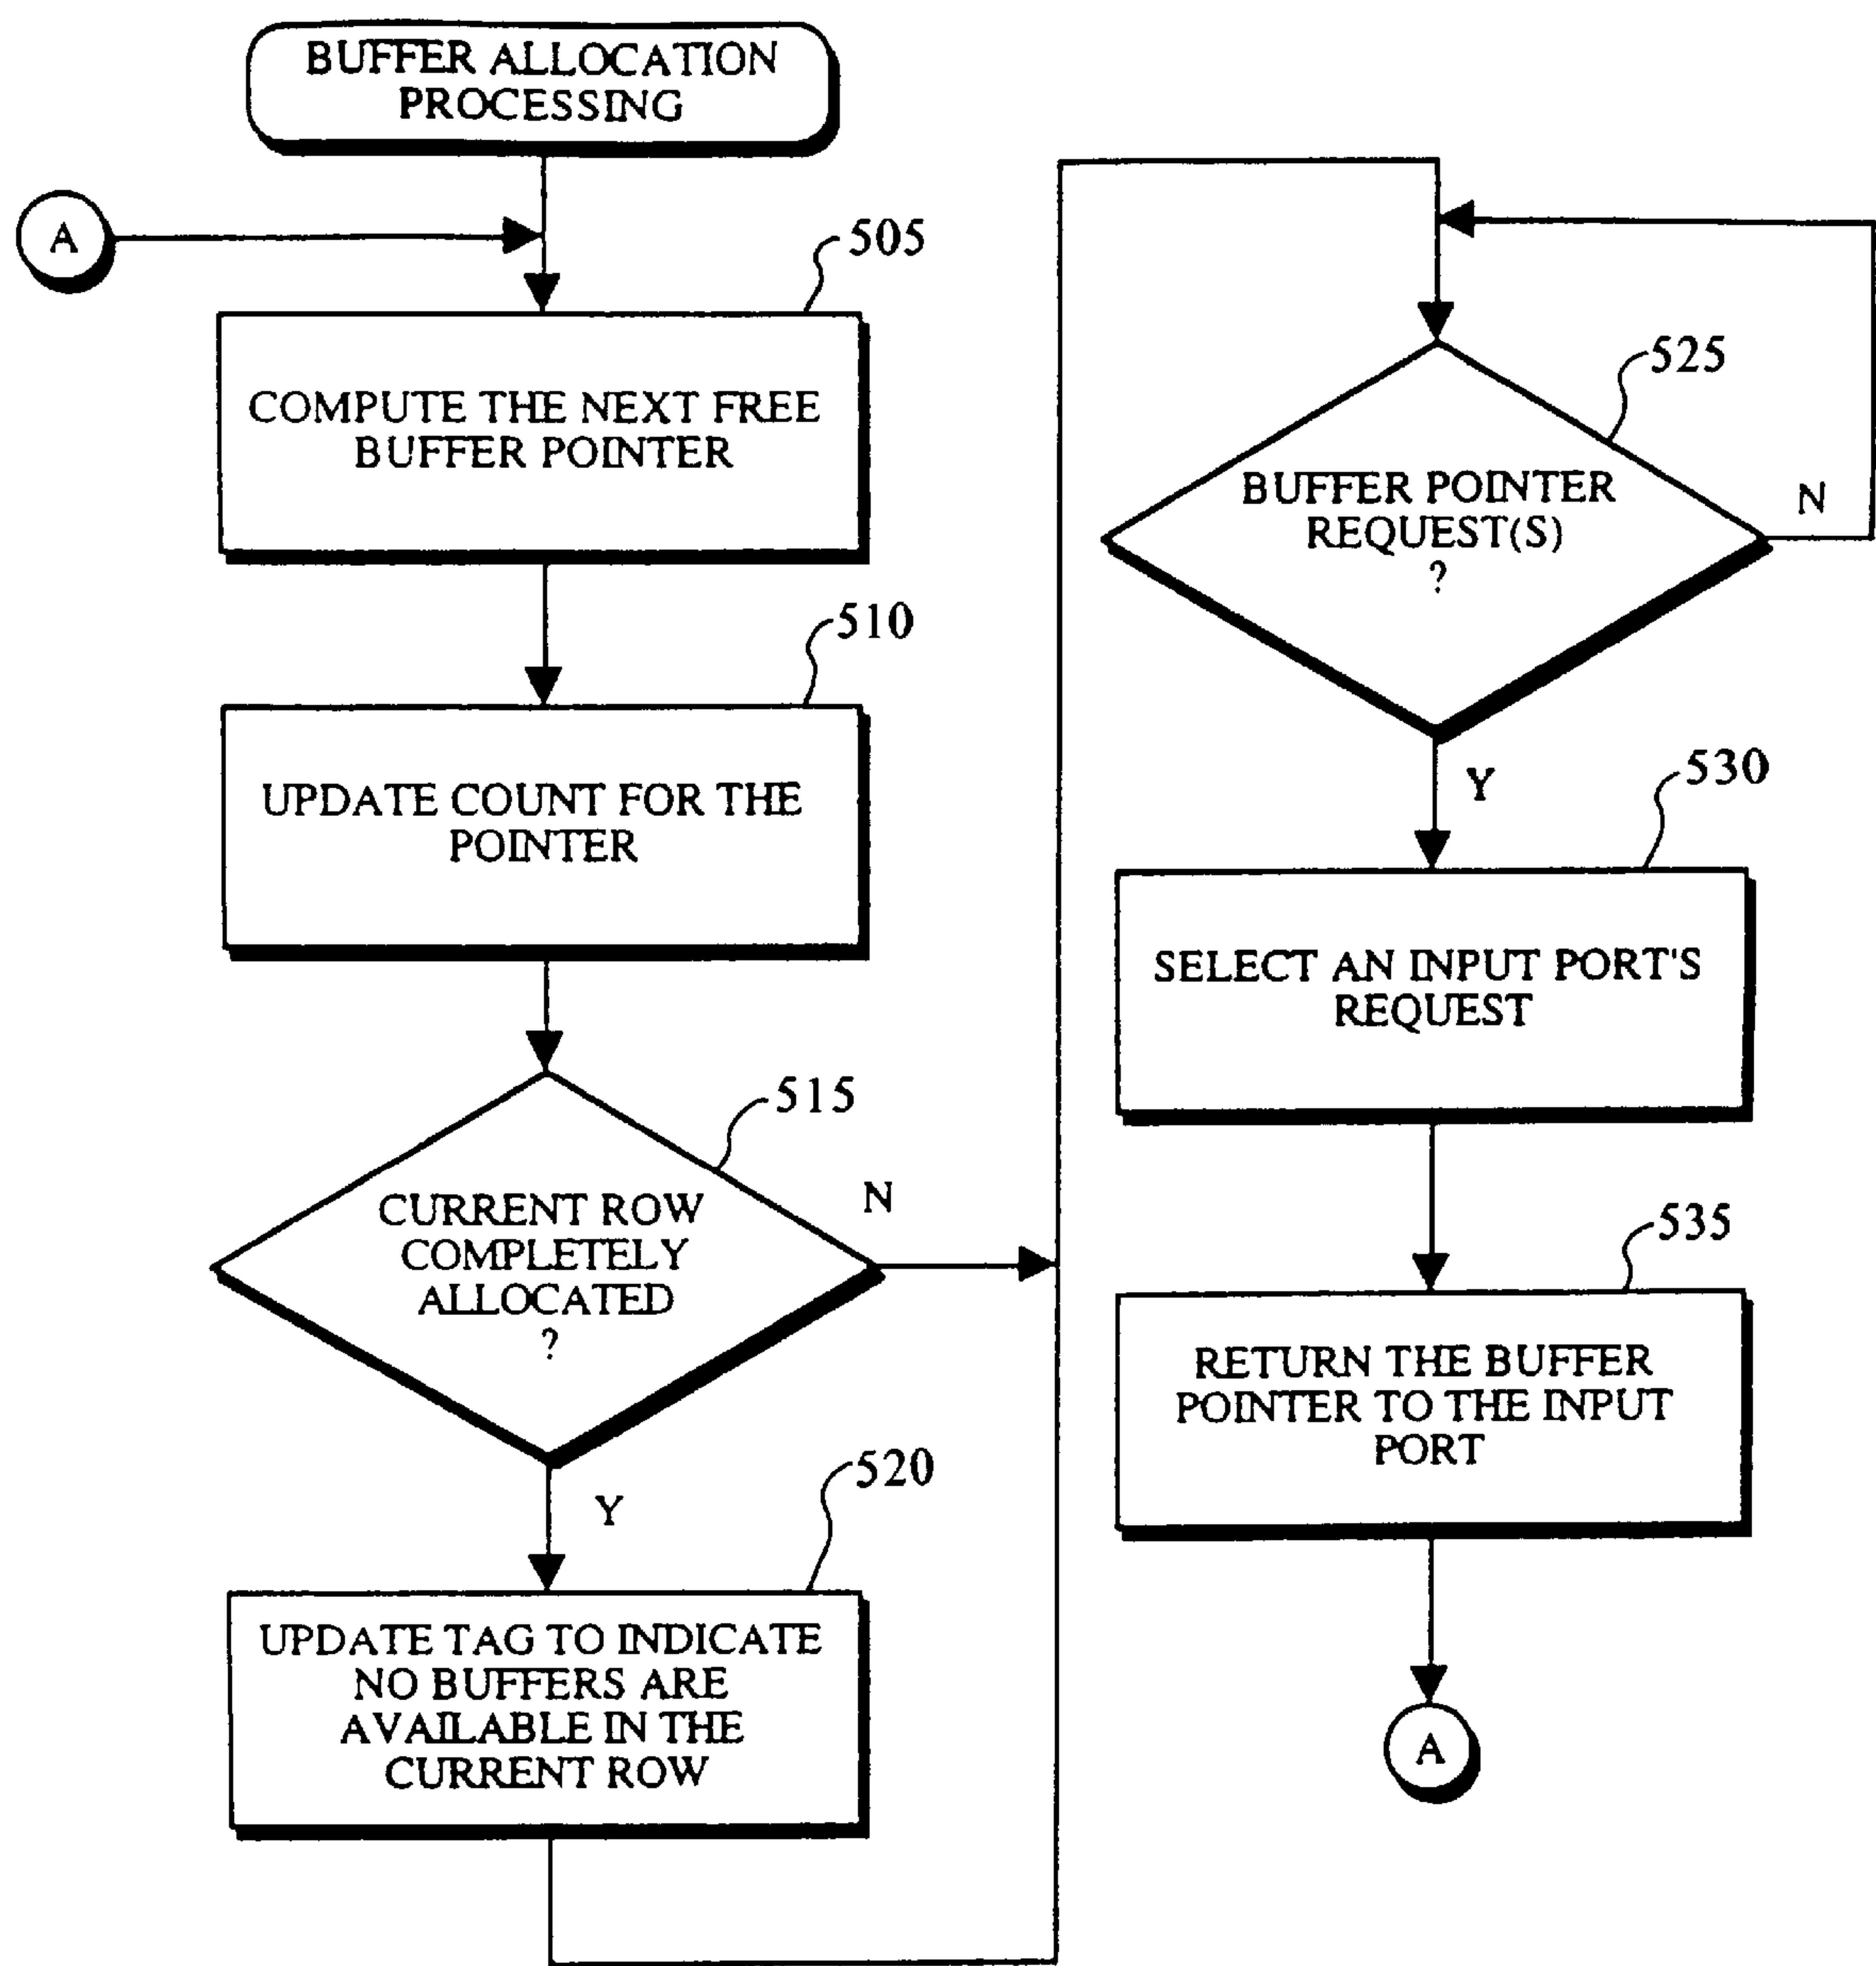 BUFFER ALLOCATION
PROCESSING
A
505
COMPUTE THE NEXT FREE
BUFFER POINTER
510
UPDATE COUNT FOR THE
POINTER
515
CURRENT ROW
COMPLETELY
ALLOCATED
?
N
Y
520
UPDATE TAG TO INDICATE
NO BUFFERS ARE
AVAILABLE IN THE
CURRENT ROW
525
BUFFER POINTER
REQUEST(S)
?
N
Y
530
SELECT AN INPUT PORT'S
REQUEST
535
RETURN THE BUFFER
POINTER TO THE INPUT
PORT
A